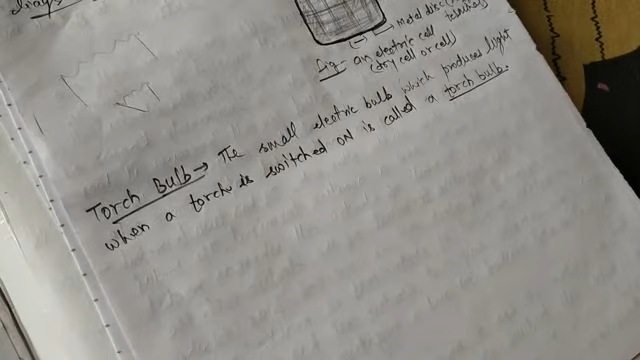 (-)
Metal disc
fig - an electric cell
(dry cell or cell)
Torch Bulb → The small electric bulb which produces light
when a torch is switched ON is called a torch bulb.